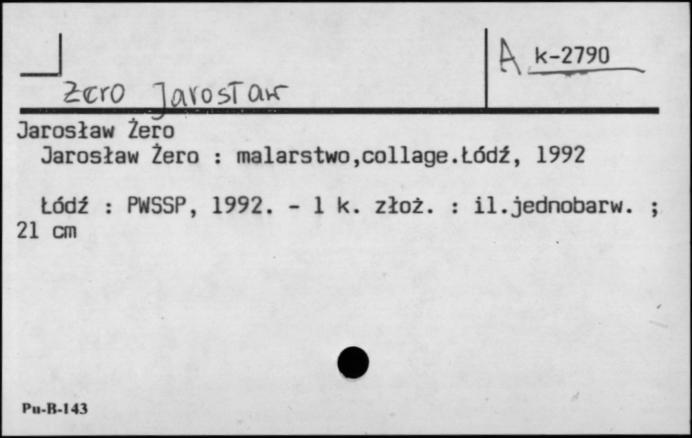 A k-2790
Żero Jarosław
Jarosław Żero
Jarosław Żero : malarstwo,collage.Łódź, 1992
Łódź : PWSSP, 1992. - 1 k. złoż. : il.jednobarw. ;
21 cm
Pu-B-143